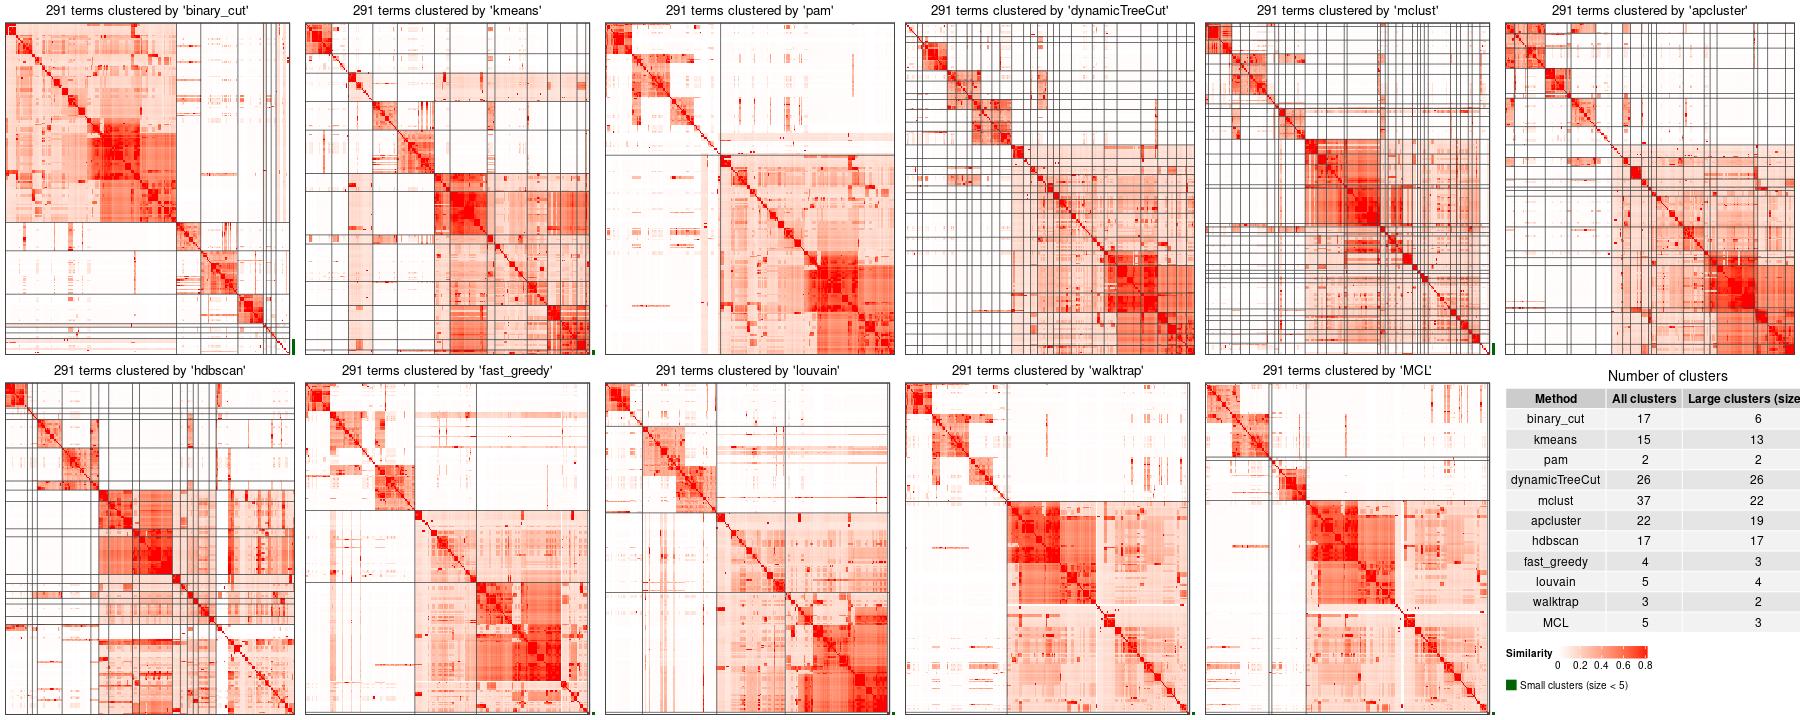 291 terms clustered by 'binary_cut'
291 terms clustered by 'kmeans'
291 terms clustered by 'pam'
291 terms clustered by 'dynamicTreeCut'
291 terms clustered by 'mclust'
291 terms clustered by 'apcluster'
291 terms clustered by 'hdbscan'
291 terms clustered by 'fast_greedy'
291 terms clustered by 'louvain'
291 terms clustered by 'walktrap'
291 terms clustered by 'MCL'
Number of clusters
Method All clusters Large clusters (size
binary_cut 17 6
kmeans 15 13
pam 2 2
dynamicTreeCut 26 26
mclust 37 22
apcluster 22 19
hdbscan 17 17
fast_greedy 4 3
louvain 5 4
walktrap 3 2
MCL 5 3
Similarity
0 0.2 0.4 0.6 0.8
Small clusters (size < 5)